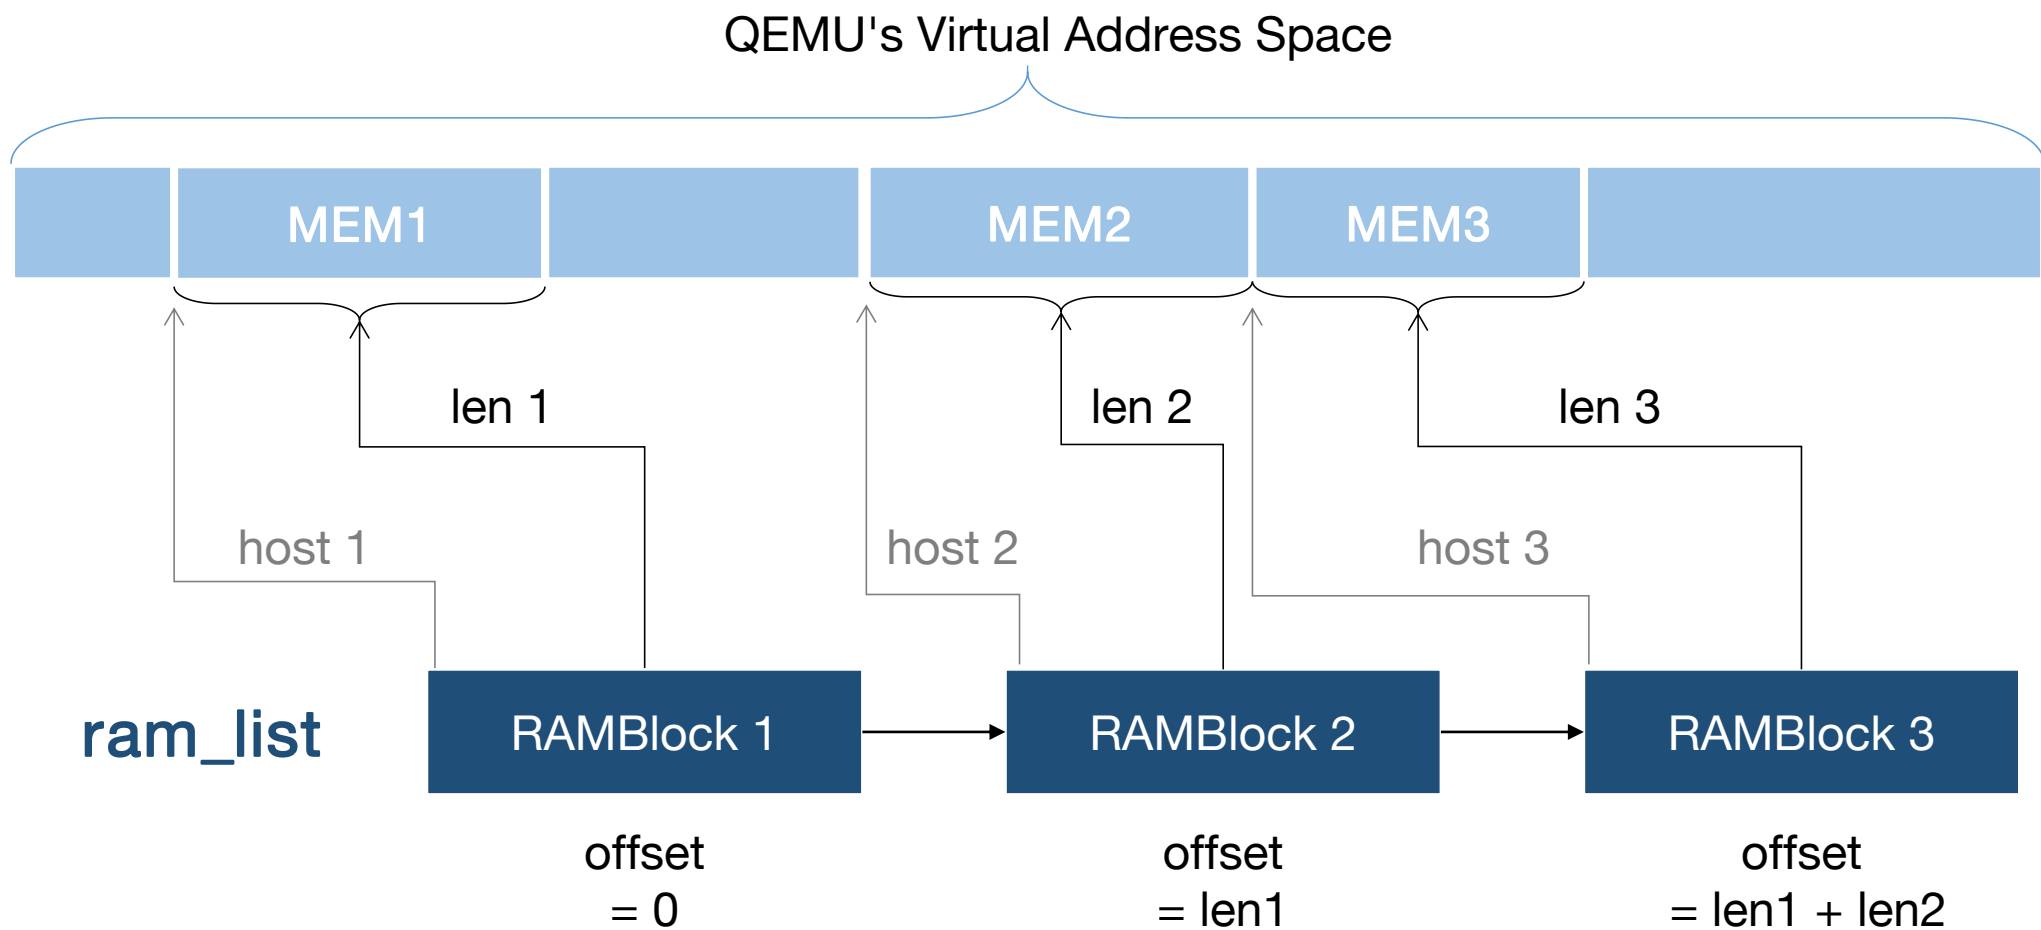 QEMU's Virtual Address Space
MEM1
MEM2
MEM3
len 1
len 2
len 3
host 1
host 2
host 3
ram_list
RAMBlock 1
RAMBlock 2
RAMBlock 3
offset
= 0
offset
= len1
offset
= len1 + len2